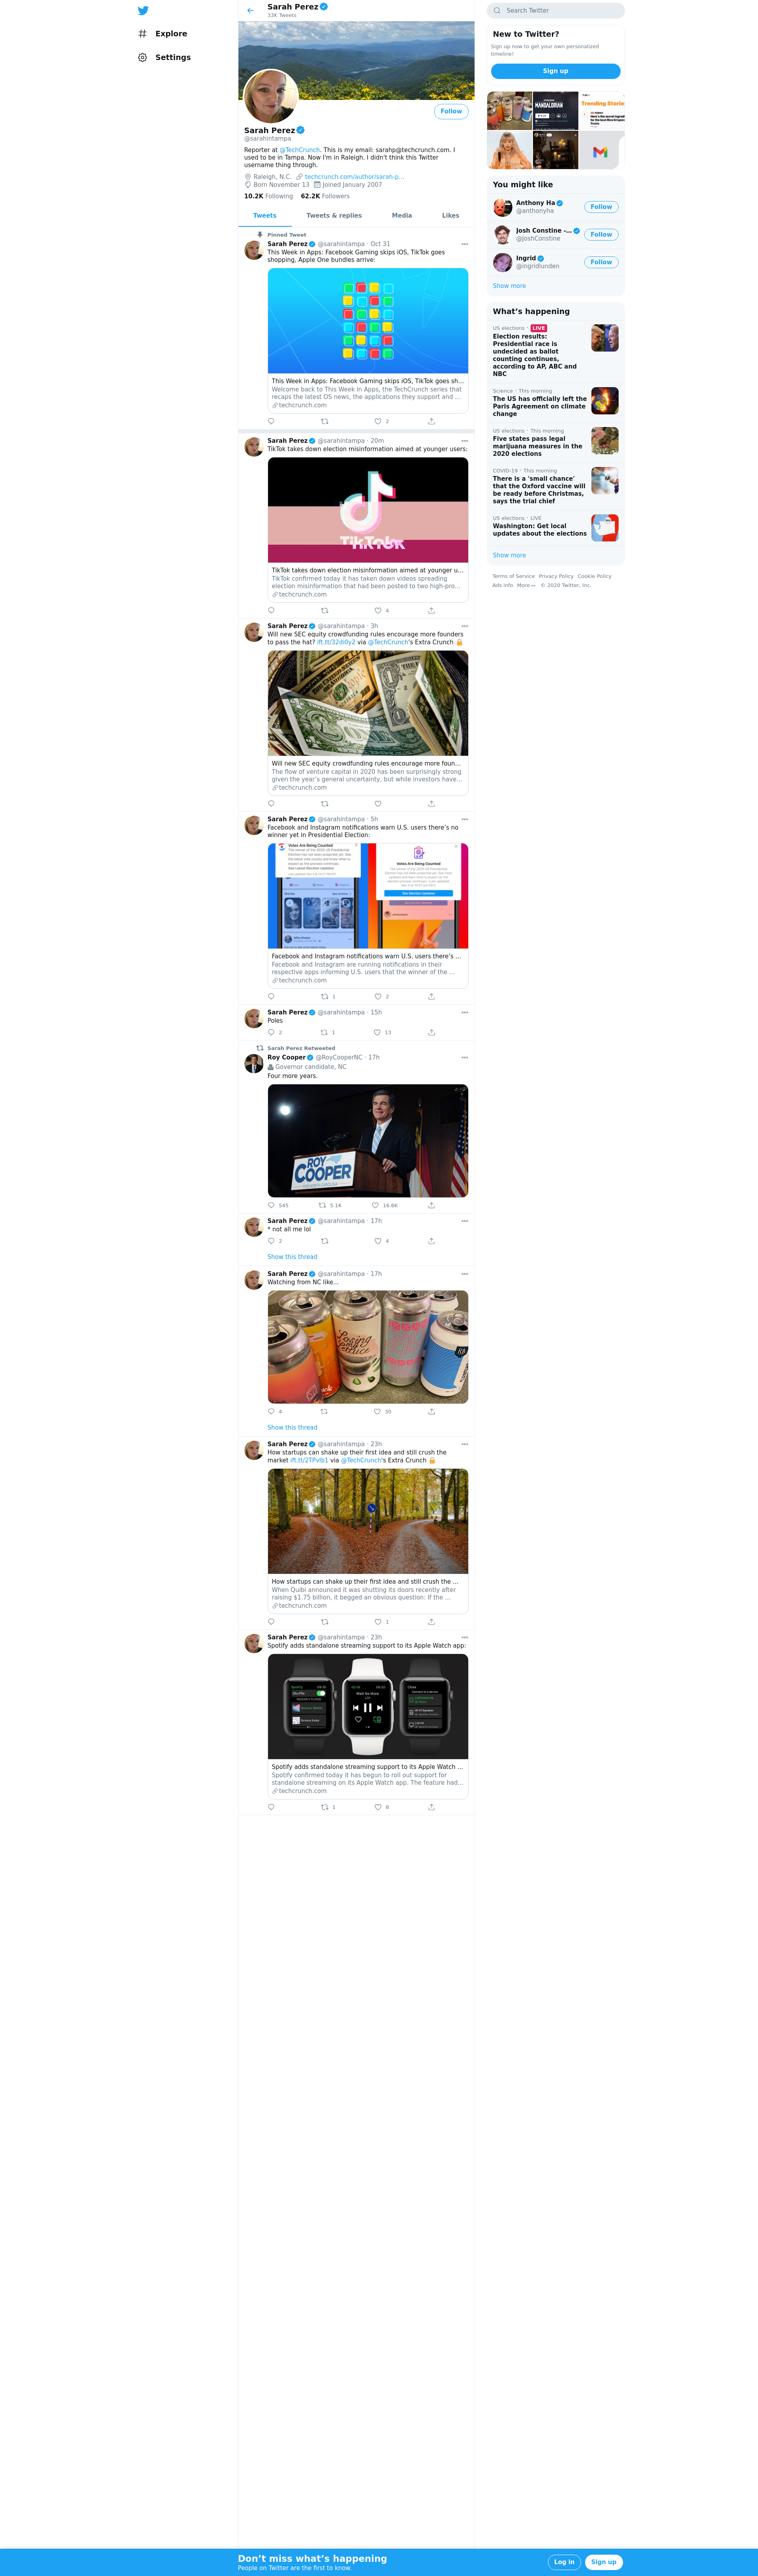 Explore
Settings
Sarah Perez
33K Tweets
Follow
Sarah Perez
@sarahintampa
Reporter at @TechCrunch. This is my email: sarahp@techcrunch.com. I
used to be in Tampa. Now I'm in Raleigh. I didn't think this Twitter
username thing through.
Raleigh, N.C. techcrunch.com/author/sarah-p...
Born November 13 Joined January 2007
10.2K Following 62.2K Followers
Tweets Tweets & replies Media Likes
Pinned Tweet
Sarah Perez @sarahintampa · Oct 31
This Week in Apps: Facebook Gaming skips iOS, TikTok goes
shopping, Apple One bundles arrive:
This Week in Apps: Facebook Gaming skips iOS, TikTok goes sh...
Welcome back to This Week in Apps, the TechCrunch series that
recaps the latest OS news, the applications they support and ...
techcrunch.com
2
Sarah Perez @sarahintampa · 20m
TikTok takes down election misinformation aimed at younger users:
TikTok
TikTok takes down election misinformation aimed at younger u...
TikTok confirmed today it has taken down videos spreading
election misinformation that had been posted to two high-pro...
techcrunch.com
4
Sarah Perez @sarahintampa · 3h
Will new SEC equity crowdfunding rules encourage more founders
to pass the hat? ift.tt/32di0y2 via @TechCrunch's Extra Crunch
Will new SEC equity crowdfunding rules encourage more foun...
The flow of venture capital in 2020 has been surprisingly strong
given the year's general uncertainty, but while investors have...
techcrunch.com
Sarah Perez @sarahintampa · 5h
Facebook and Instagram notifications warn U.S. users there's no
winner yet in Presidential Election:
Votes Are Being Counted
Votes Are Being Counted
Facebook and Instagram notifications warn U.S. users there's ...
Facebook and Instagram are running notifications in their
respective apps informing U.S. users that the winner of the ...
techcrunch.com
1 2
Sarah Perez @sarahintampa · 15h
Poles
2 1 13
Sarah Perez Retweeted
Roy Cooper @RoyCooperNC · 17h
Governor candidate, NC
Four more years.
ROY
COOPER
545 5.1K 16.6K
Sarah Perez @sarahintampa · 17h
* not all me lol
2 4
Show this thread
Sarah Perez @sarahintampa · 17h
Watching from NC like...
4 30
Show this thread
Sarah Perez @sarahintampa · 23h
How startups can shake up their first idea and still crush the
market ift.tt/2TPvIb1 via @TechCrunch's Extra Crunch
How startups can shake up their first idea and still crush the ...
When Quibi announced it was shutting its doors recently after
raising $1.75 billion, it begged an obvious question: If the ...
techcrunch.com
1
Sarah Perez @sarahintampa · 23h
Spotify adds standalone streaming support to its Apple Watch app:
Spotify adds standalone streaming support to its Apple Watch ...
Spotify confirmed today it has begun to roll out support for
standalone streaming on its Apple Watch app. The feature had...
techcrunch.com
1 8
Search Twitter
New to Twitter?
Sign up now to get your own personalized
timeline!
Sign up
MANDALORIAN
Trending Stories
You might like
Anthony Ha
@anthonyha
Follow
Josh Constine -...
@JoshConstine
Follow
Ingrid
@ingridlunden
Follow
Show more
What's happening
US elections · LIVE
Election results:
Presidential race is
undecided as ballot
counting continues,
according to AP, ABC and
NBC
Science · This morning
The US has officially left the
Paris Agreement on climate
change
US elections · This morning
Five states pass legal
marijuana measures in the
2020 elections
COVID-19 · This morning
There is a 'small chance'
that the Oxford vaccine will
be ready before Christmas,
says the trial chief
US elections · LIVE
Washington: Get local
updates about the elections
Show more
Terms of Service Privacy Policy Cookie Policy
Ads info More © 2020 Twitter, Inc.
Don't miss what's happening
People on Twitter are the first to know.
Log in
Sign up